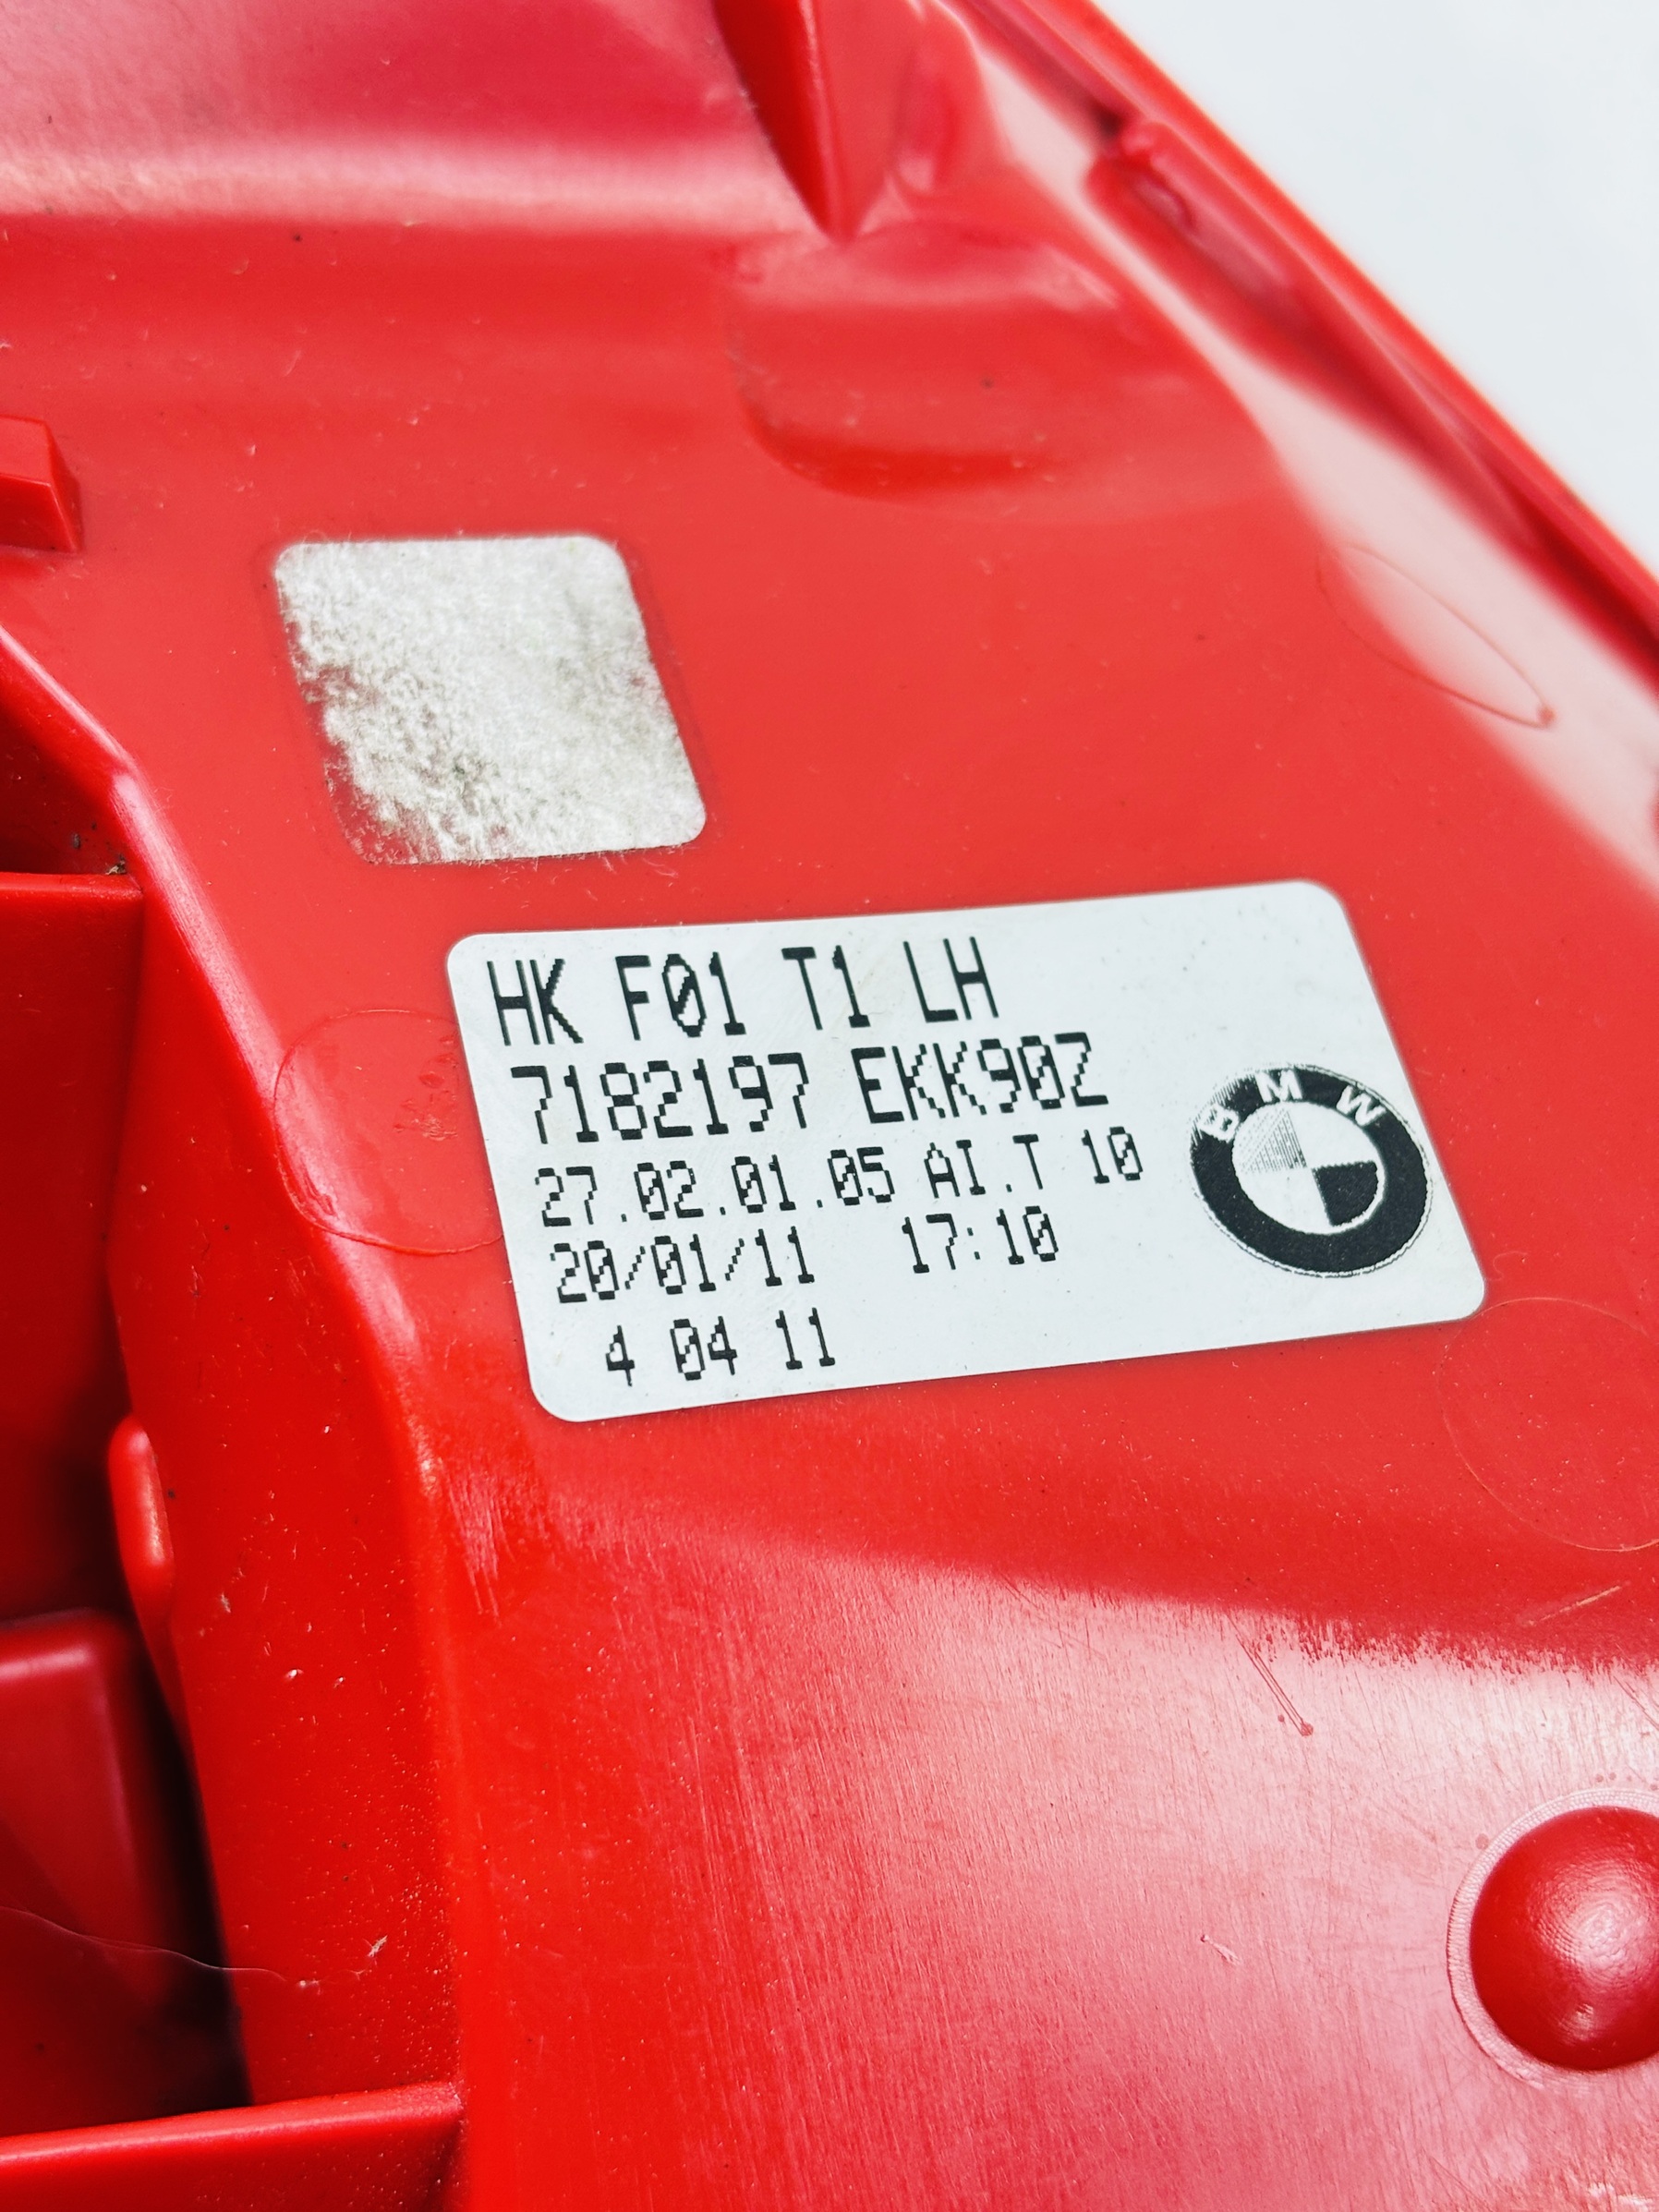 HK F01 T1 LH
7182197 EKK90Z
27.02.01.05 AI.T 10
20/01/11 17:10
4 04 11
BMW